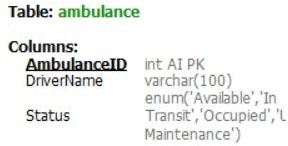 Table: ambulance
Columns:
AmbulanceID int AI PK
DriverName varchar(100)
enum('Available','In
Status Transit','Occupied','U
Maintenance')